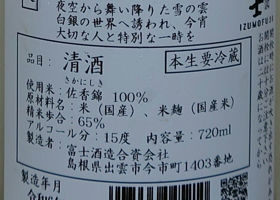 夜空から舞い降りた雪の雲
白銀の世界へ誘われ、今宵
大切な人と特別な一時を
IZUMOFUJI
品目：清酒
本生要冷蔵
さかにしき
使用米：佐香錦 100%
原材料名：米（国産）、米麹（国産米）
精米歩合：65%
アルコール分：15度 内容量：720ml
製造者：富士酒造合資会社
島根県出雲市今市町1403番地
製造年月